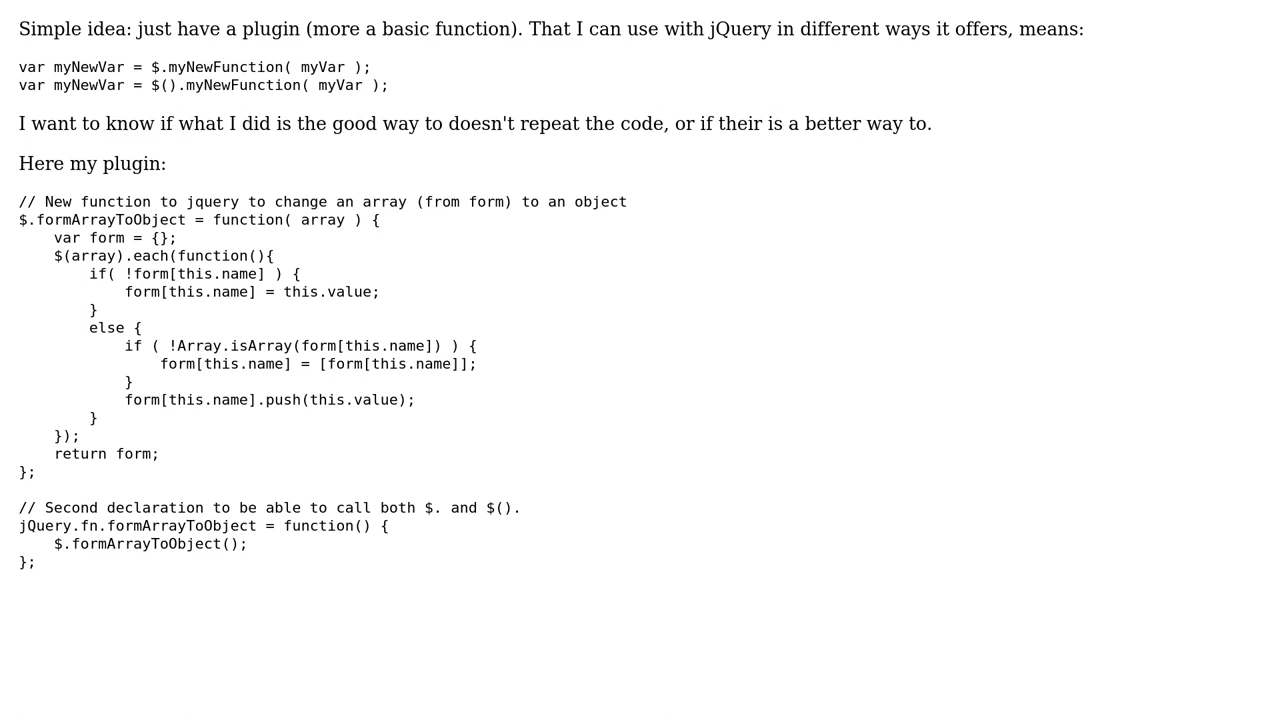 Simple idea: just have a plugin (more a basic function). That I can use with jQuery in different ways it offers, means:
var myNewVar = $.myNewFunction( myVar );
var myNewVar = $().myNewFunction( myVar );
I want to know if what I did is the good way to doesn't repeat the code, or if their is a better way to.
Here my plugin:
// New function to jquery to change an array (from form) to an object
$.formArrayToObject = function( array ) {
    var form = {};
    $(array).each(function(){
        if( !form[this.name] ) {
            form[this.name] = this.value;
        }
        else {
            if ( !Array.isArray(form[this.name]) ) {
                form[this.name] = [form[this.name]];
            }
            form[this.name].push(this.value);
        }
    });
    return form;
};
// Second declaration to be able to call both $. and $().
jQuery.fn.formArrayToObject = function() {
    $.formArrayToObject();
};